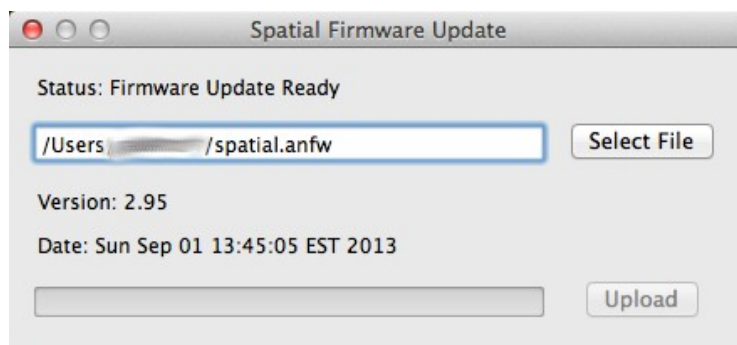 Spatial Firmware Update
Status: Firmware Update Ready
/Users/ /spatial.anfw Select File
Version: 2.95
Date: Sun Sep 01 13:45:05 EST 2013
Upload